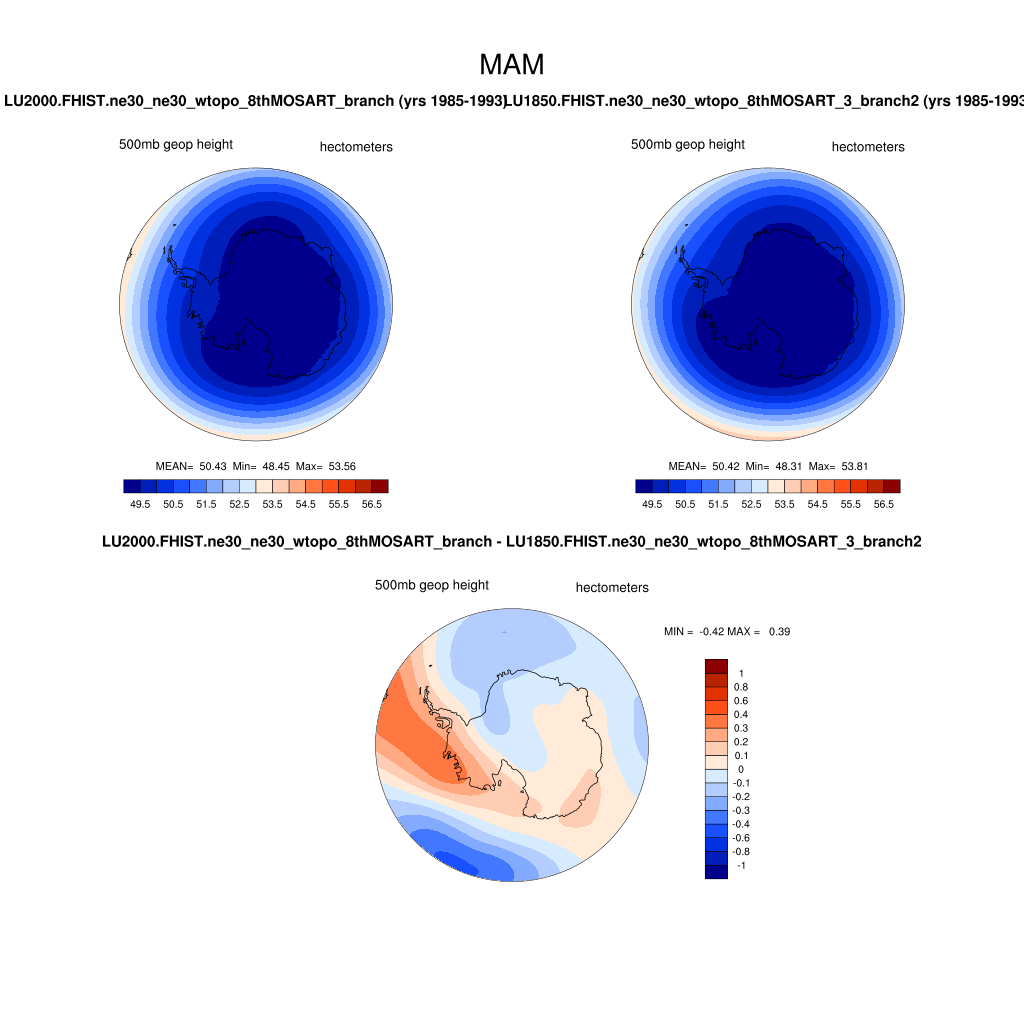 MAM
LU2000.FHIST.ne30_ne30_wtopo_8thMOSART_branch (yrs 1985-1993)
LU1850.FHIST.ne30_ne30_wtopo_8thMOSART_3_branch2 (yrs 1985-1993
500mb geop height hectometers
500mb geop height hectometers
MEAN= 50.43 Min= 48.45 Max= 53.56
MEAN= 50.42 Min= 48.31 Max= 53.81
49.5 50.5 51.5 52.5 53.5 54.5 55.5 56.5
49.5 50.5 51.5 52.5 53.5 54.5 55.5 56.5
LU2000.FHIST.ne30_ne30_wtopo_8thMOSART_branch - LU1850.FHIST.ne30_ne30_wtopo_8thMOSART_3_branch2
500mb geop height hectometers
MIN = -0.42 MAX = 0.39
1
0.8
0.6
0.4
0.3
0.2
0.1
0
-0.1
-0.2
-0.3
-0.4
-0.6
-0.8
-1